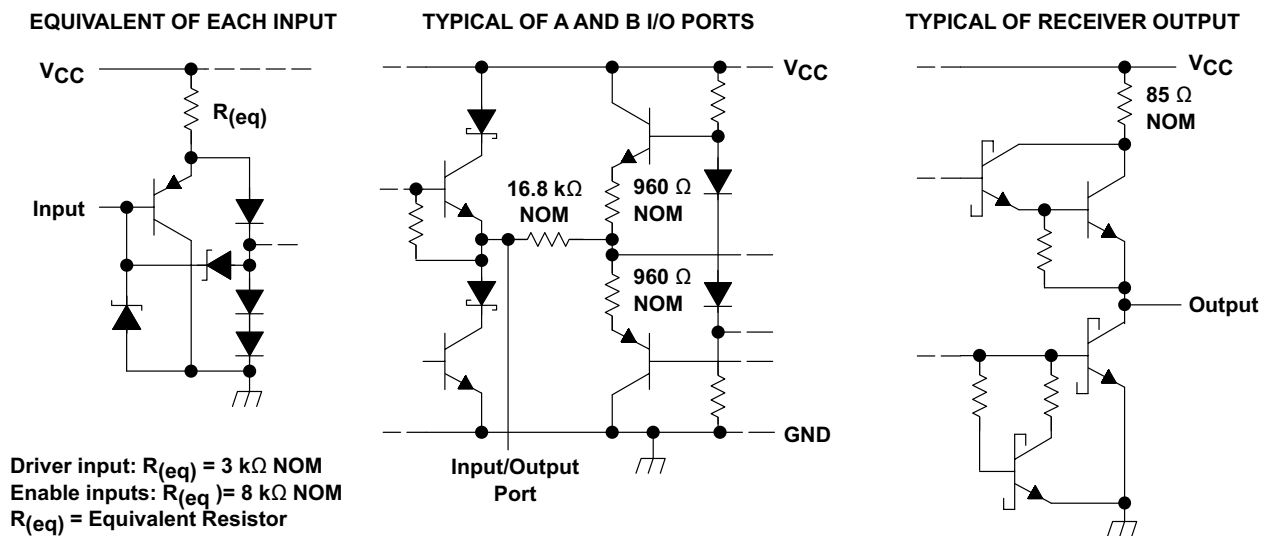 EQUIVALENT OF EACH INPUT
VCC
R(eq)
Input
Driver input: R(eq) = 3 kΩ NOM
Enable inputs: R(eq )= 8 kΩ NOM
R(eq) = Equivalent Resistor
TYPICAL OF A AND B I/O PORTS
VCC
16.8 kΩ
NOM
960 Ω
NOM
960 Ω
NOM
GND
Input/Output
Port
TYPICAL OF RECEIVER OUTPUT
VCC
85 Ω
NOM
Output